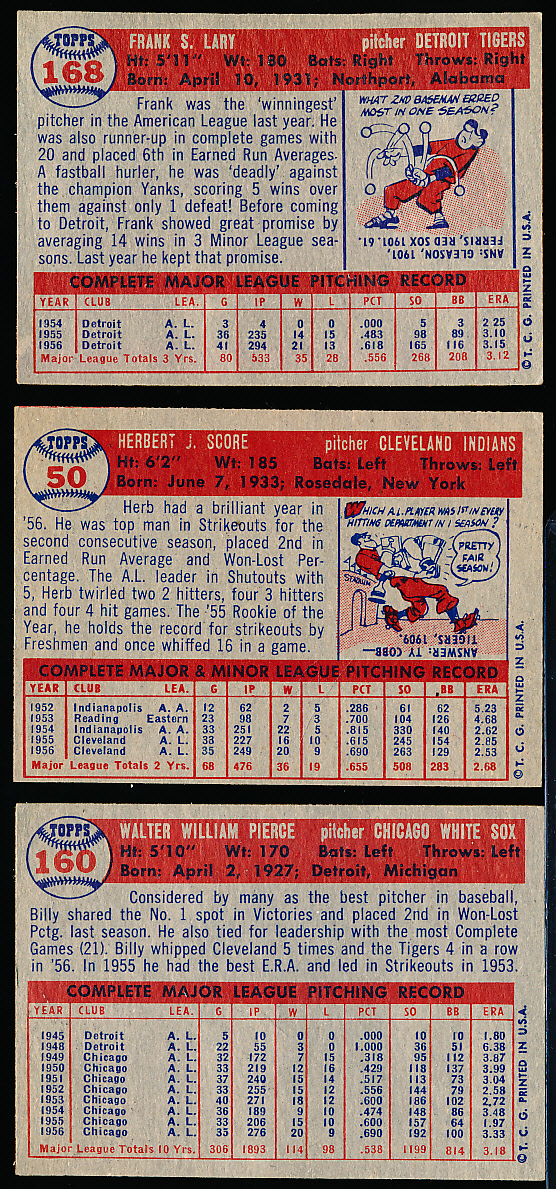 TOPPS
168
FRANK S. LARY pitcher DETROIT TIGERS
Ht: 5'11" Wt: 180 Bats: Right Throws: Right
Born: April 10, 1931; Northport, Alabama
Frank was the 'winningest'
pitcher in the American League last year. He
was also runner-up in complete games with
20 and placed 6th in Earned Run Averages.
A fastball hurler, he was 'deadly' against
the champion Yanks, scoring 5 wins over
them against only 1 defeat! Before coming
to Detroit, Frank showed great promise by
averaging 14 wins in 3 Minor League sea-
sons. Last year he kept that promise.
WHAT 2ND BASEMAN ERRED
MOST IN ONE SEASON?
ANS: GLEASON, 1901,
FERRIS, RED SOX 1901. 61.
COMPLETE MAJOR LEAGUE PITCHING RECORD
YEAR CLUB LEA. G IP W L PCT SO BB ERA
1954 Detroit A. L. 3 4 0 0 .000 5 3 2.25
1955 Detroit A. L. 36 235 14 15 .483 98 89 3.10
1956 Detroit A. L. 41 294 21 13 .618 165 116 3.15
Major League Totals 3 Yrs. 80 533 35 28 .556 268 208 3.12
©T. C. G. PRINTED IN U.S.A.
TOPPS
50
HERBERT J. SCORE pitcher CLEVELAND INDIANS
Ht: 6'2" Wt: 185 Bats: Left Throws: Left
Born: June 7, 1933; Rosedale, New York
Herb had a brilliant year in
'56. He was top man in Strikeouts for the
second consecutive season, placed 2nd in
Earned Run Average and Won-Lost Per-
centage. The A.L. leader in Shutouts with
5, Herb twirled two 2 hitters, four 3 hitters
and four 4 hit games. The '55 Rookie of the
Year, he holds the record for strikeouts by
Freshmen and once whiffed 16 in a game.
WHICH A.L. PLAYER WAS 1ST IN EVERY
HITTING DEPARTMENT IN 1 SEASON?
PRETTY
FAIR
SEASON!
STADIUM
ANSWER: TY COBB—
TIGERS, 1909.
COMPLETE MAJOR & MINOR LEAGUE PITCHING RECORD
YEAR CLUB LEA. G IP W L PCT SO BB ERA
1952 Indianapolis A. A. 12 62 2 5 .286 61 62 5.23
1953 Reading Eastern 23 98 7 3 .700 104 126 4.68
1954 Indianapolis A. A. 33 251 22 5 .815 330 140 2.62
1955 Cleveland A. L. 33 227 16 10 .615 245 154 2.85
1956 Cleveland A. L. 35 249 20 9 .690 263 129 2.53
Major League Totals 2 Yrs. 68 476 36 19 .655 508 283 2.68
©T. C. G. PRINTED IN U.S.A.
TOPPS
160
WALTER WILLIAM PIERCE pitcher CHICAGO WHITE SOX
Ht: 5'10" Wt: 170 Bats: Left Throws: Left
Born: April 2, 1927; Detroit, Michigan
Considered by many as the best pitcher in baseball,
Billy shared the No. 1 spot in Victories and placed 2nd in Won-Lost
Pctg. last season. He also tied for leadership with the most Complete
Games (21). Billy whipped Cleveland 5 times and the Tigers 4 in a row
in '56. In 1955 he had the best E.R.A. and led in Strikeouts in 1953.
COMPLETE MAJOR LEAGUE PITCHING RECORD
YEAR CLUB LEA. G IP W L PCT SO BB ERA
1945 Detroit A. L. 5 10 0 0 .000 10 10 1.80
1948 Detroit A. L. 22 55 3 0 1.000 36 51 6.38
1949 Chicago A. L. 32 172 7 15 .318 95 112 3.87
1950 Chicago A. L. 33 219 12 16 .429 118 137 3.99
1951 Chicago A. L. 37 240 15 14 .517 113 73 3.04
1952 Chicago A. L. 33 255 15 12 .556 144 79 2.58
1953 Chicago A. L. 40 271 18 12 .600 186 102 2.72
1954 Chicago A. L. 36 189 9 10 .474 148 86 3.48
1955 Chicago A. L. 33 206 15 10 .600 157 64 1.97
1956 Chicago A. L. 35 276 20 9 .690 192 100 3.33
Major League Totals 10 Yrs. 306 1893 114 98 .538 1199 814 3.18
©T. C. G. PRINTED IN U.S.A.